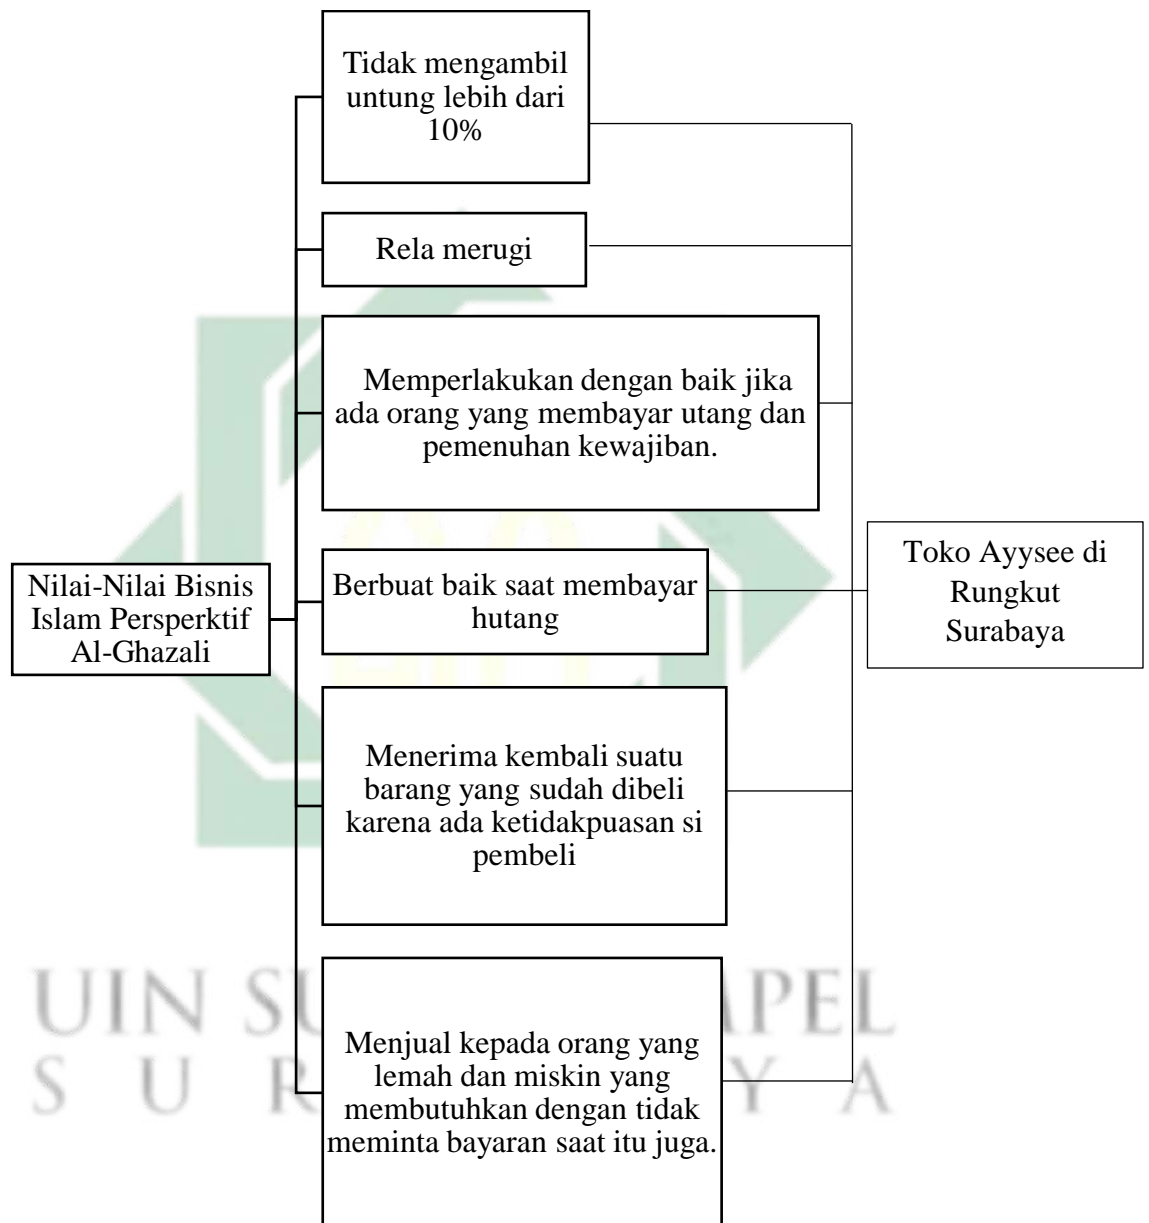 Tidak mengambil
untung lebih dari
10%
Rela merugi
Memperlakukan dengan baik jika
ada orang yang membayar utang dan
pemenuhan kewajiban.
Nilai-Nilai Bisnis
Islam Persperktif
Al-Ghazali
Berbuat baik saat membayar
hutang
Toko Ayysee di
Rungkut
Surabaya
Menerima kembali suatu
barang yang sudah dibeli
karena ada ketidakpuasan si
pembeli
Menjual kepada orang yang
lemah dan miskin yang
membutuhkan dengan tidak
meminta bayaran saat itu juga.
UIN